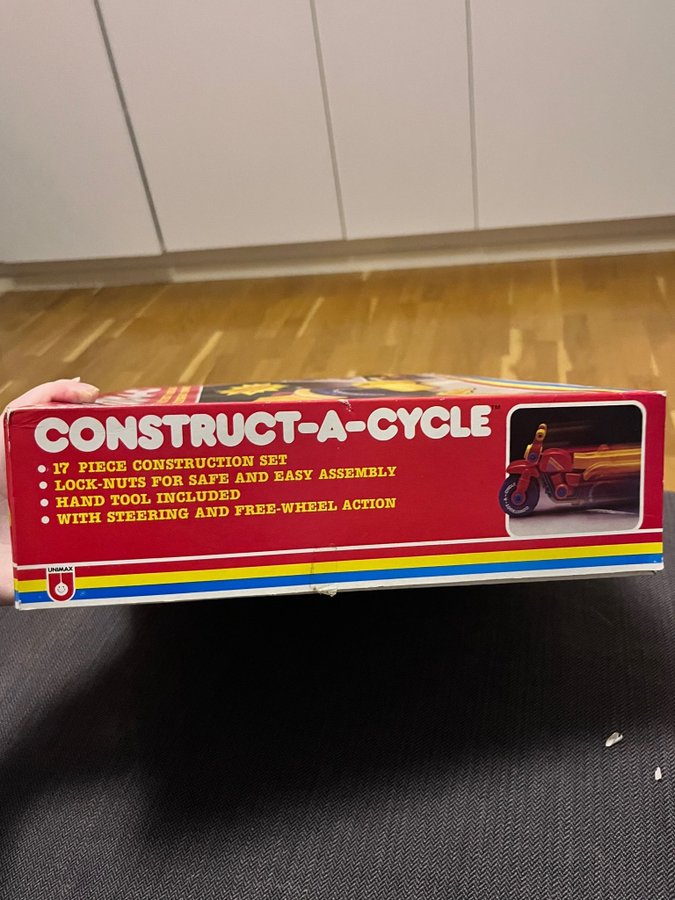 CONSTRUCT-A-CYCLE™
• 17 PIECE CONSTRUCTION SET
• LOCK-NUTS FOR SAFE AND EASY ASSEMBLY
• HAND TOOL INCLUDED
• WITH STEERING AND FREE-WHEEL ACTION
UNIMAX